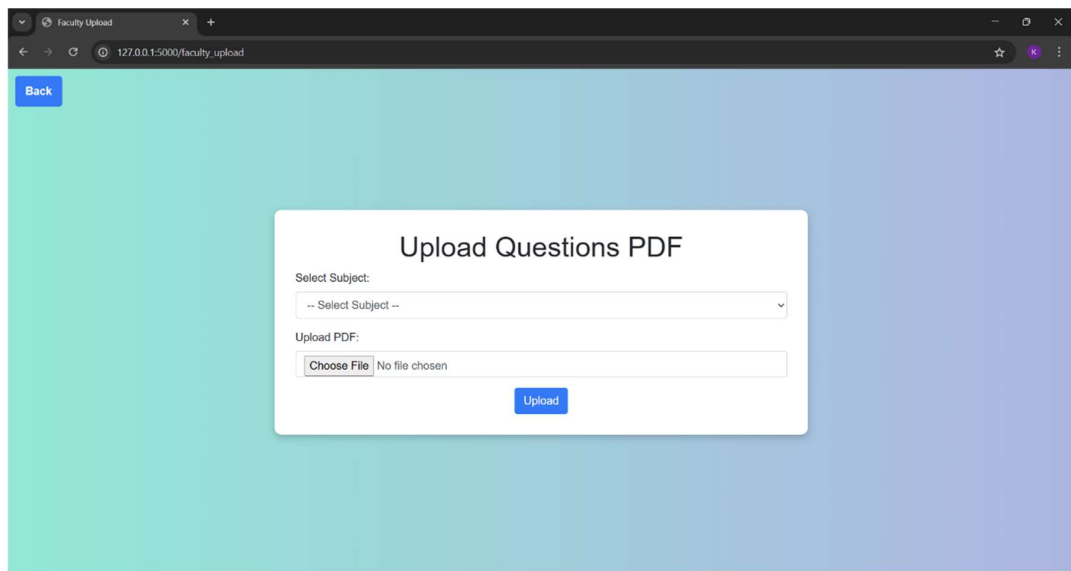 Faculty Upload
127.0.0.1:5000/faculty_upload
K
Back
Upload Questions PDF
Select Subject:
-- Select Subject --
Upload PDF:
Choose File No file chosen
Upload